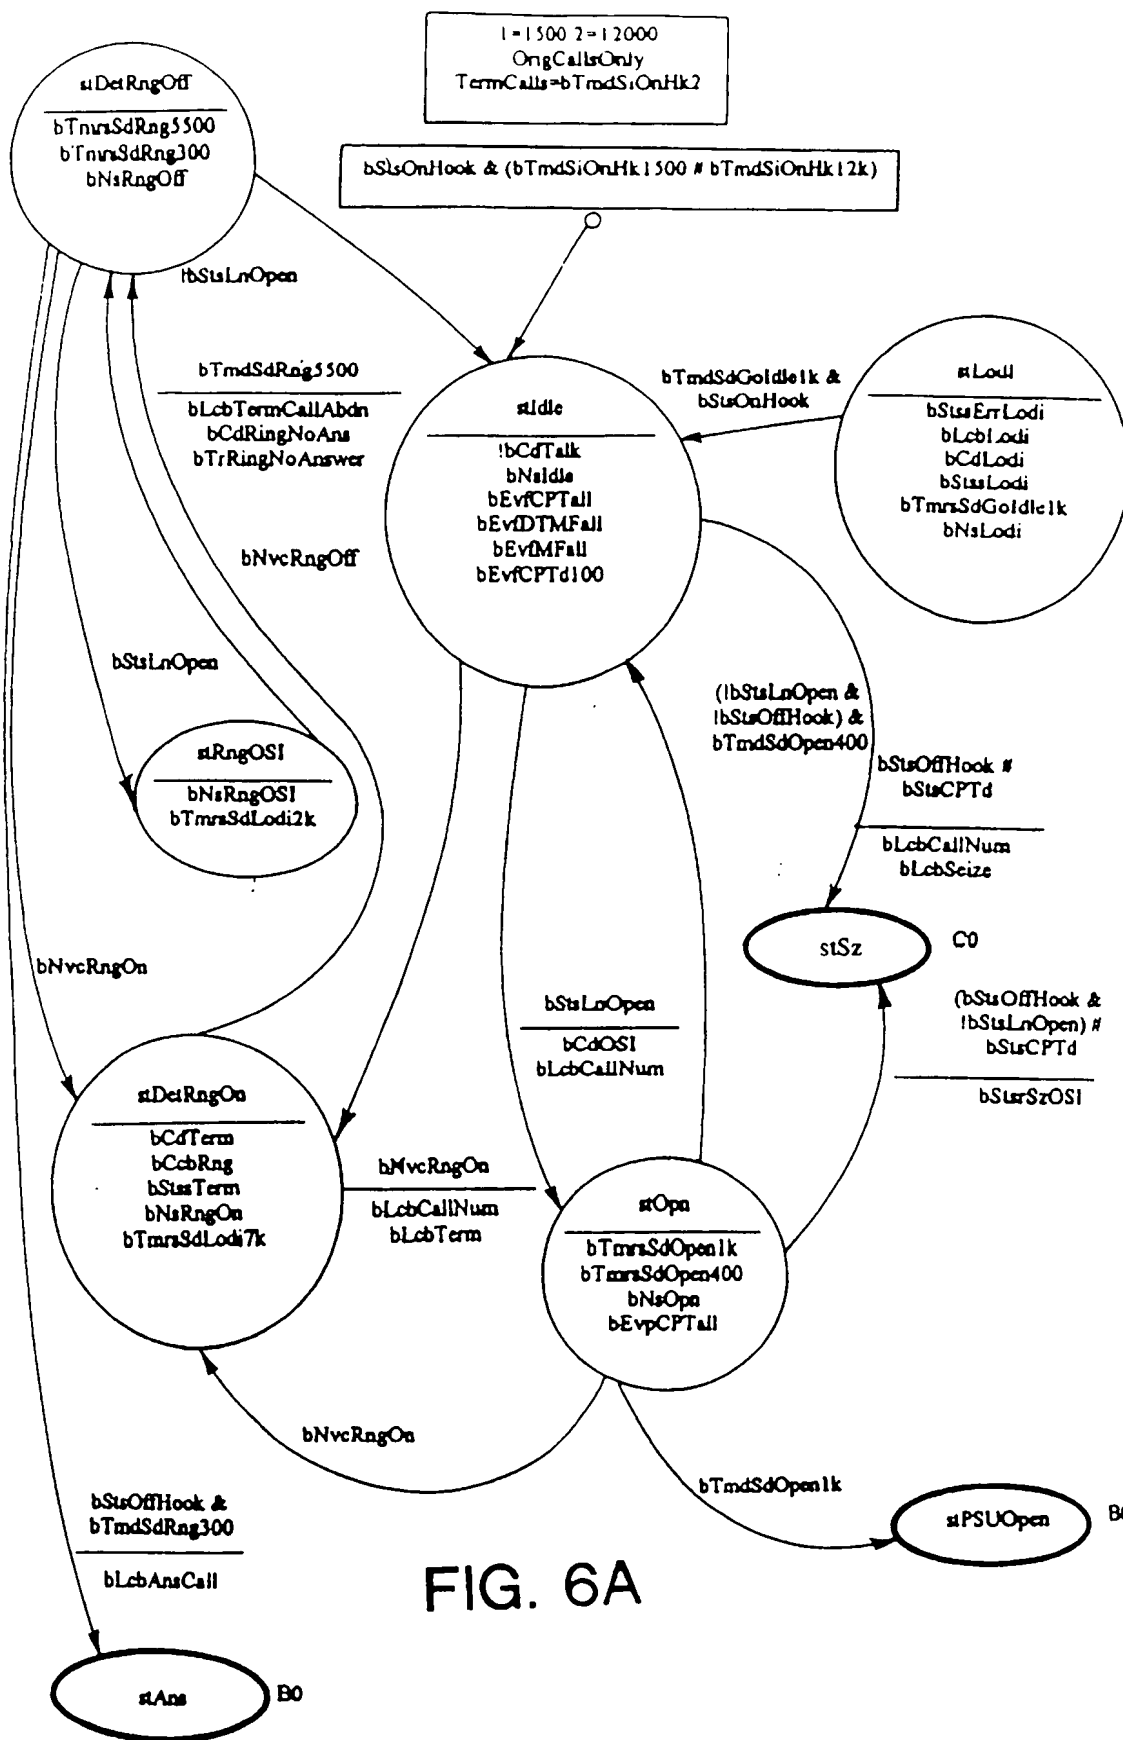 1=1500 2=12000
OrigCallsOnly
TermCalls=bTmdSiOnHk2
bStsOnHook & (bTmdSiOnHk1500 # bTmdSiOnHk12k)
stDetRngOff
bTmrsSdRng5500
bTmrsSdRng300
bNsRngOff
!bStsLnOpen
bTmdSdRng5500
bLcbTermCallAbdn
bCdRingNoAns
bTrRingNoAnswer
stIdle
!bCdTalk
bNsIdle
bEvfCPTall
bEvfDTMFall
bEvfMFall
bEvfCPTd100
bTmdSdGoIdle1k &
bStsOnHook
stLodi
bStssErrLodi
bLcbLodi
bCdLodi
bStssLodi
bTmrsSdGoIdle1k
bNsLodi
bNvcRngOff
bStsLnOpen
stRngOSI
bNsRngOSI
bTmrsSdLodi2k
(!bStsLnOpen &
!bStsOffHook) &
bTmdSdOpen400
bStsOffHook #
bStsCPTd
bLcbCallNum
bLcbSeize
stSz
C0
bNvcRngOn
bStsLnOpen
bCdOSI
bLcbCallNum
(bStsOffHook &
!bStsLnOpen) #
bStsCPTd
bStsrSzOSI
stDetRngOn
bCdTerm
bCcbRng
bStssTerm
bNsRngOn
bTmrsSdLodi7k
bNvcRngOn
bLcbCallNum
bLcbTerm
stOpn
bTmrsSdOpen1k
bTmrsSdOpen400
bNsOpn
bEvpCPTall
bNvcRngOn
bTmdSdOpen1k
stPSUOpen
bStsOffHook &
bTmdSdRng300
bLcbAnsCall
FIG. 6A
stAns
B0